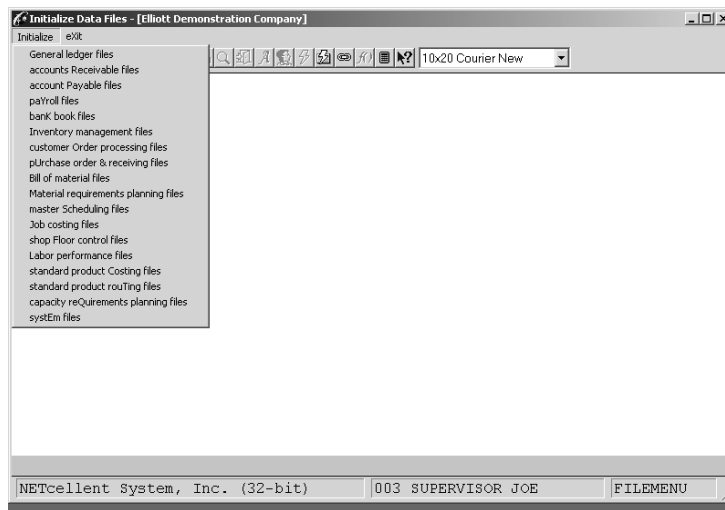 Initialize Data Files - [Elliott Demonstration Company]
Initialize eXit
10x20 Courier New
General ledger files
accounts Receivable files
account Payable files
paYroll files
banK book files
Inventory management files
customer Order processing files
pUrchase order & receiving files
Bill of material files
Material requirements planning files
master Scheduling files
Job costing files
shop Floor control files
Labor performance files
standard product Costing files
standard product rouTing files
capacity reQuirements planning files
systEm files
NETcellent System, Inc. (32-bit) 003 SUPERVISOR JOE FILEMENU